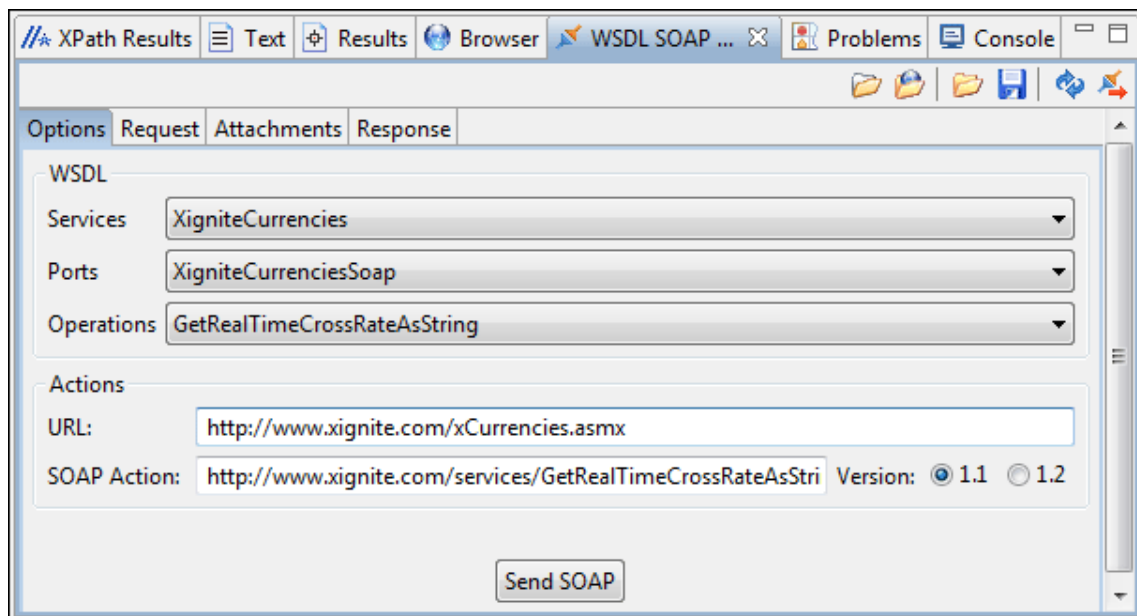 XPath Results Text Results Browser WSDL SOAP ... Problems Console
Options Request Attachments Response
WSDL
Services XigniteCurrencies
Ports XigniteCurrenciesSoap
Operations GetRealTimeCrossRateAsString
Actions
URL: http://www.xignite.com/xCurrencies.asmx
SOAP Action: http://www.xignite.com/services/GetRealTimeCrossRateAsStri Version: 1.1 1.2
Send SOAP